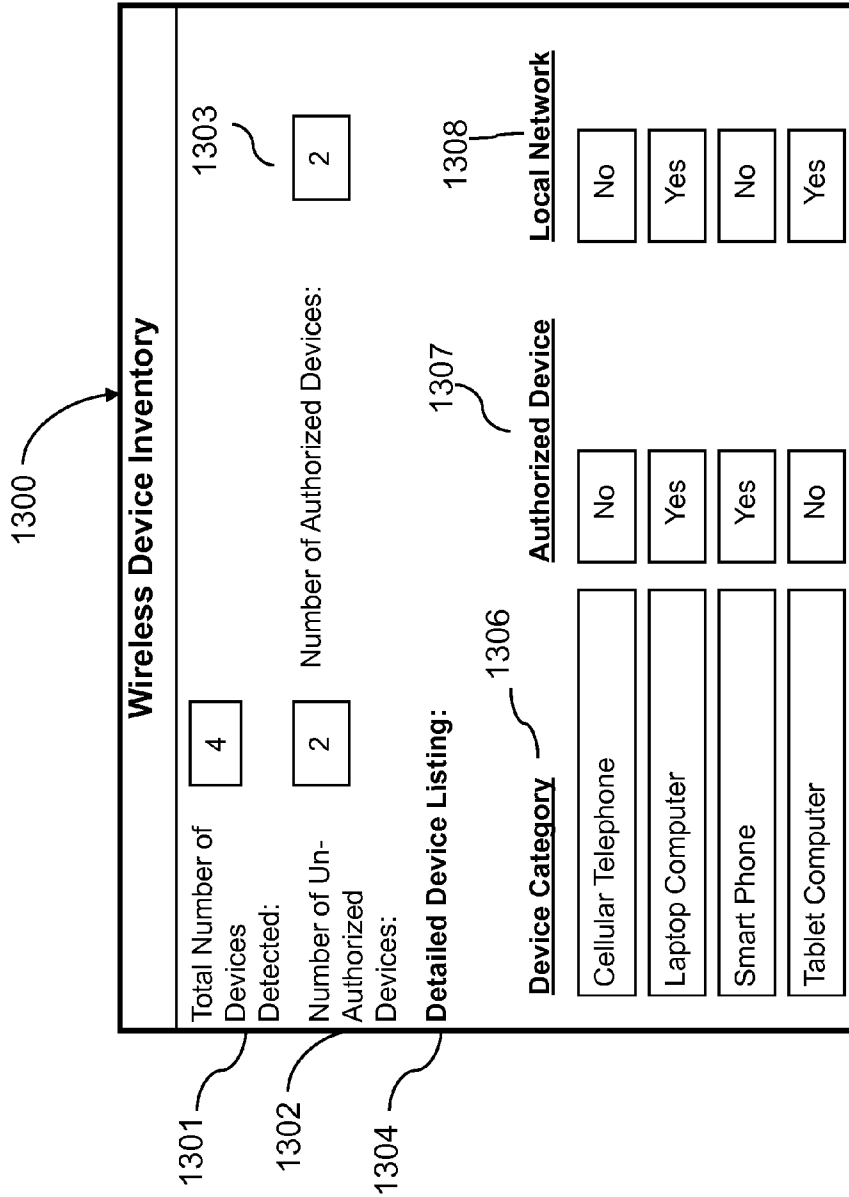 1300
Wireless Device Inventory
1301
Total Number of
Devices
Detected:
4
1303
1302
Number of Un-
Authorized
Devices:
2
Number of Authorized Devices:
2
1304
Detailed Device Listing:
1306
1307
1308
Device Category Authorized Device Local Network
Cellular Telephone No No
Laptop Computer Yes Yes
Smart Phone Yes No
Tablet Computer No Yes